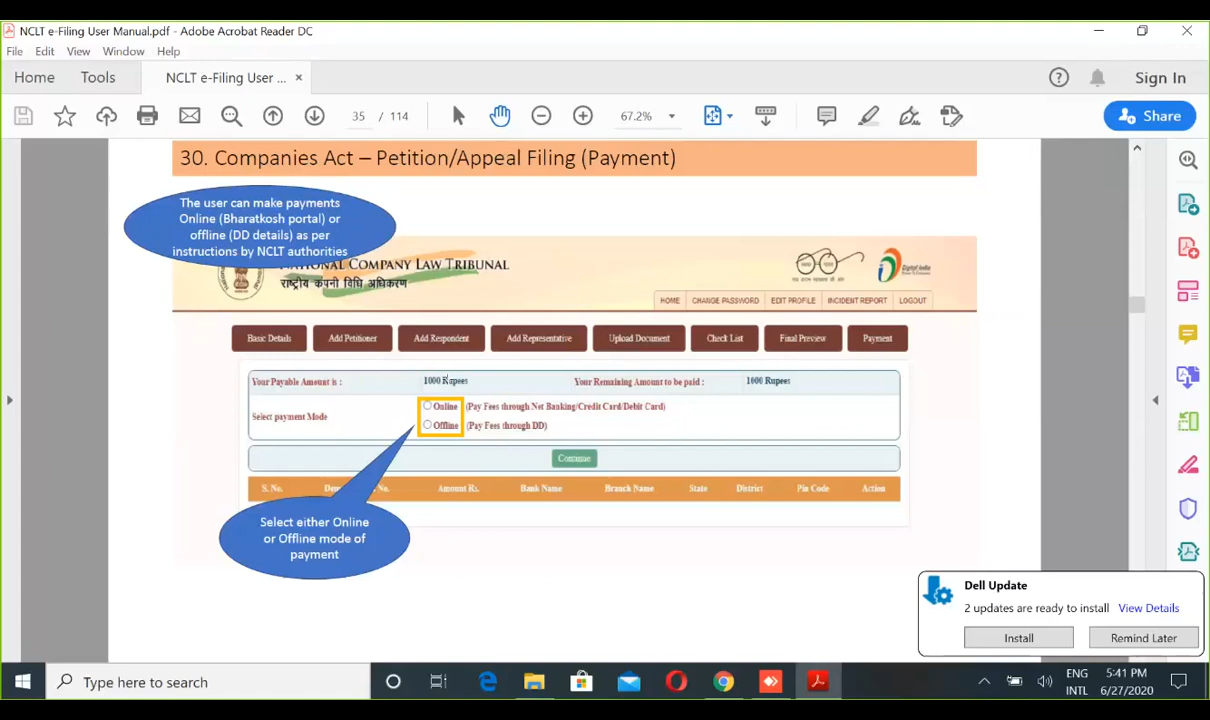 NCLT e-Filing User Manual.pdf - Adobe Acrobat Reader DC
File Edit View Window Help
Home Tools NCLT e-Filing User ... × Sign In
35 / 114 67.2% Share
30. Companies Act – Petition/Appeal Filing (Payment)
The user can make payments
Online (Bharatkosh portal) or
offline (DD details) as per
instructions by NCLT authorities
COMPANY LAW TRIBUNAL
राष्ट्रीय कंपनी विधि अधिकरण
Digital India
HOME CHANGE PASSWORD EDIT PROFILE INCIDENT REPORT LOGOUT
Basic Details Add Petitioner Add Respondent Add Representative Upload Document Check List Final Preview Payment
Your Payable Amount is : 1000 Rupees Your Remaining Amount to be paid : 1000 Rupees
Select payment Mode
Online (Pay Fees through Net Banking/Credit Card/Debit Card)
Offline (Pay Fees through DD)
Continue
S. No. No. Amount Rs. Bank Name Branch Name State District Pin Code Action
Select either Online
or Offline mode of
payment
Dell Update
2 updates are ready to install View Details
Install Remind Later
Type here to search
ENG
INTL
5:41 PM
6/27/2020